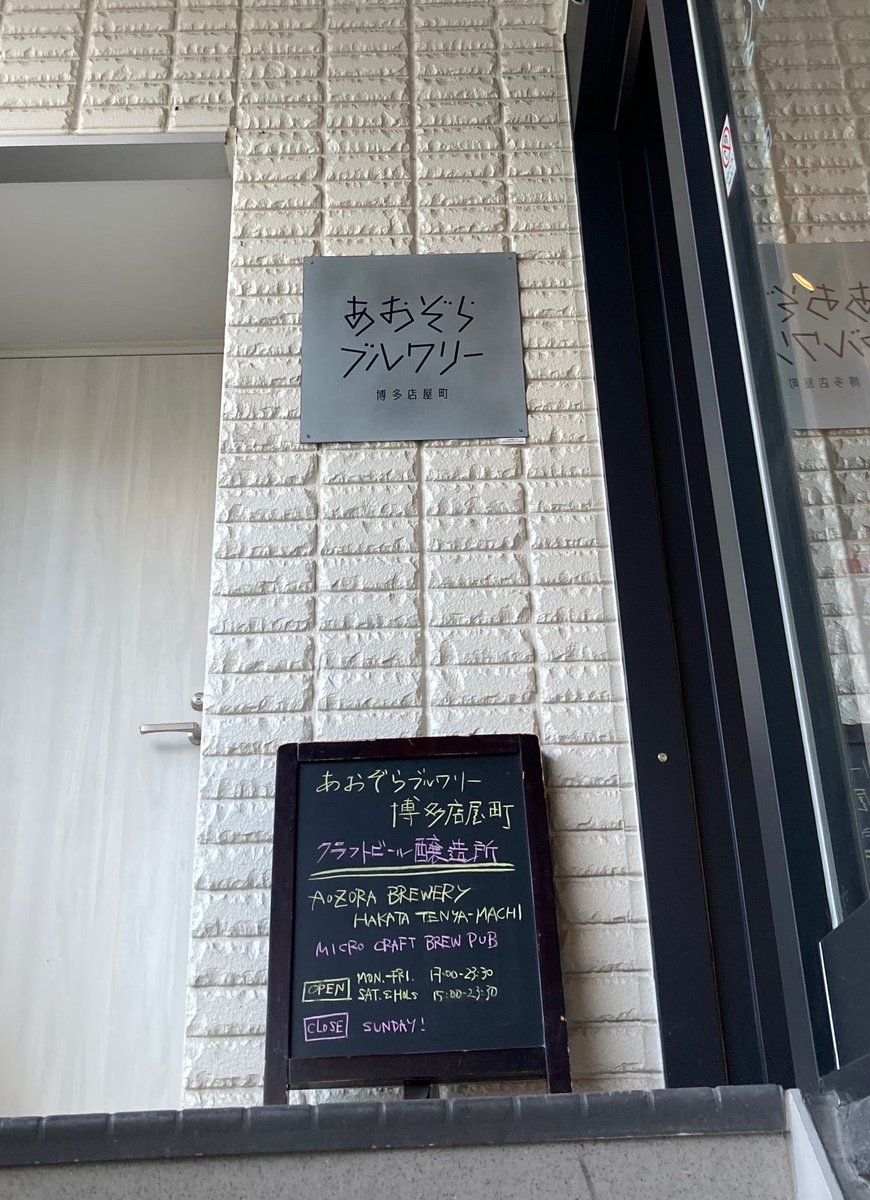 あおぞら
ブルワリー
博多店屋町
あおぞらブルワリー
博多店屋町
クラフトビール醸造所
AOZORA BREWERY
HAKATA TENYA-MACHI
MICRO CRAFT BREW PUB
OPEN MON.-FRI. 17:00-23:30
SAT. & HOLS 15:00-23:30
CLOSE SUNDAY!